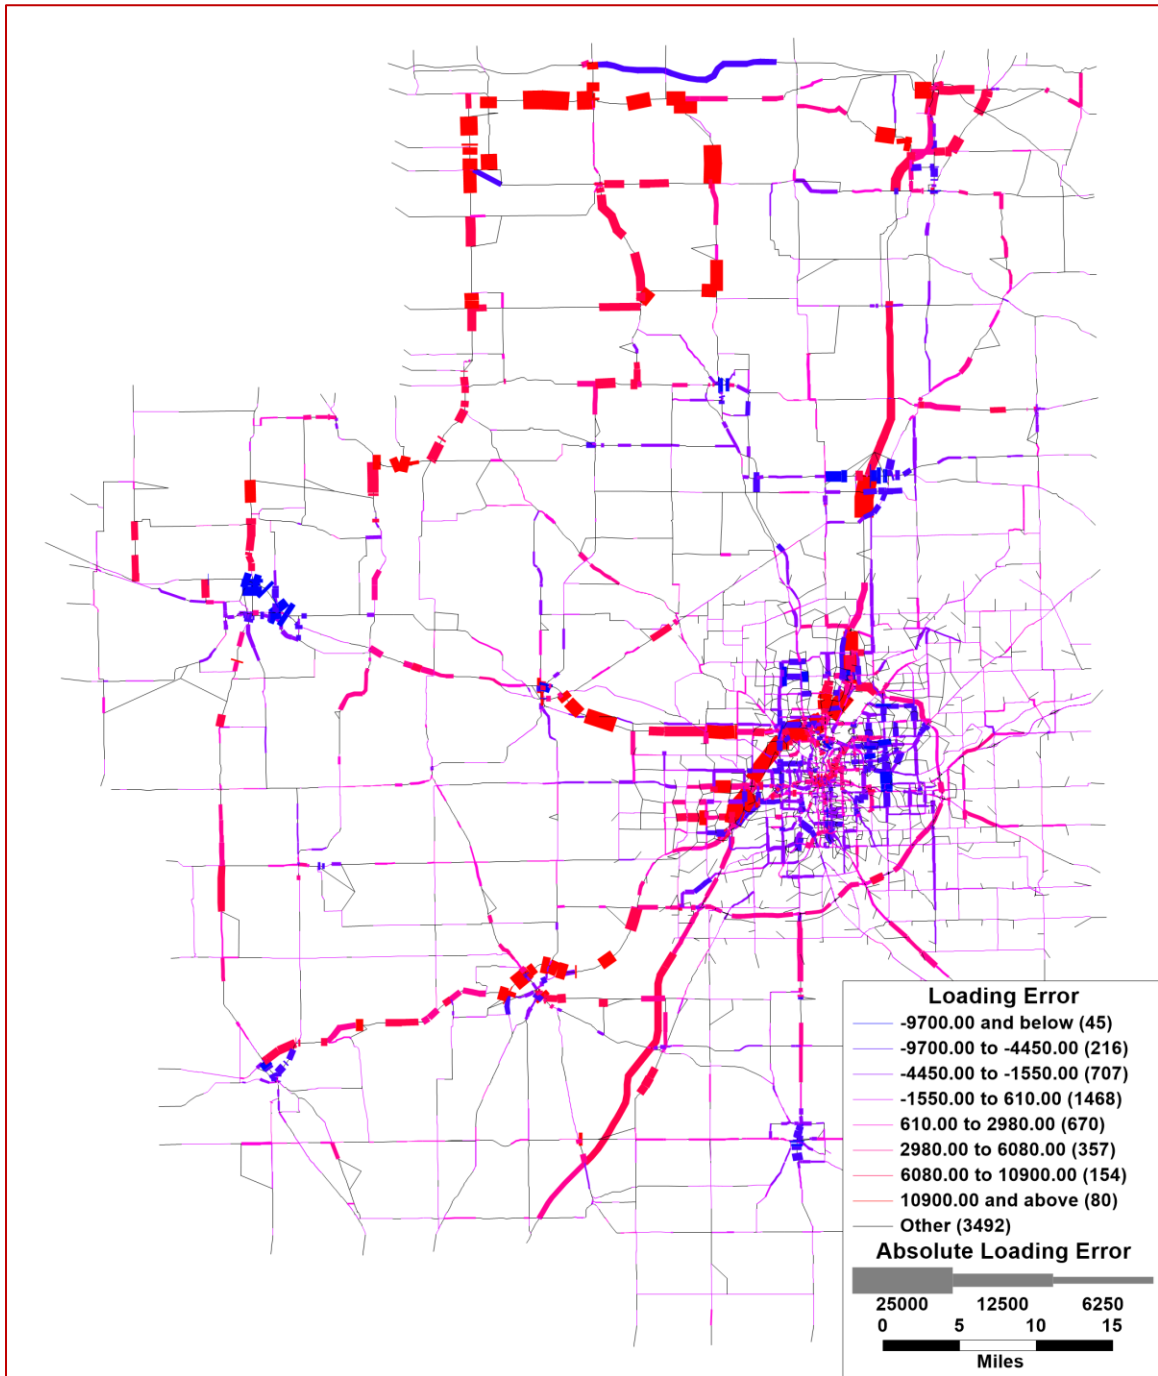 Loading Error
-9700.00 and below (45)
-9700.00 to -4450.00 (216)
-4450.00 to -1550.00 (707)
-1550.00 to 610.00 (1468)
610.00 to 2980.00 (670)
2980.00 to 6080.00 (357)
6080.00 to 10900.00 (154)
10900.00 and above (80)
Other (3492)
Absolute Loading Error
25000 12500 6250
0 5 10 15
Miles